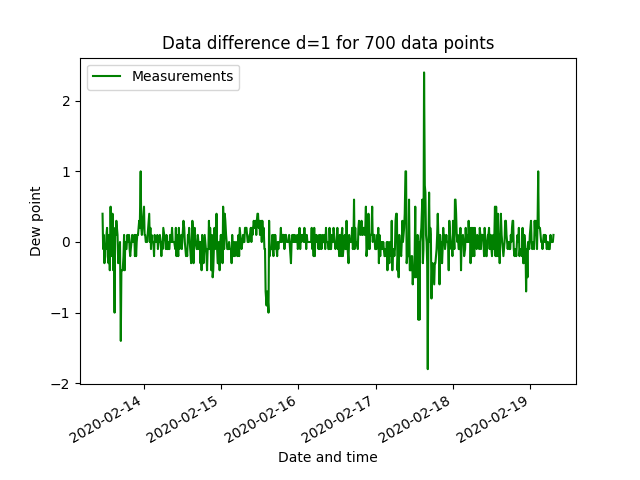 Data difference d=1 for 700 data points
Measurements
Dew point
2
1
0
−1
−2
2020-02-14
2020-02-15
2020-02-16
2020-02-17
2020-02-18
2020-02-19
Date and time